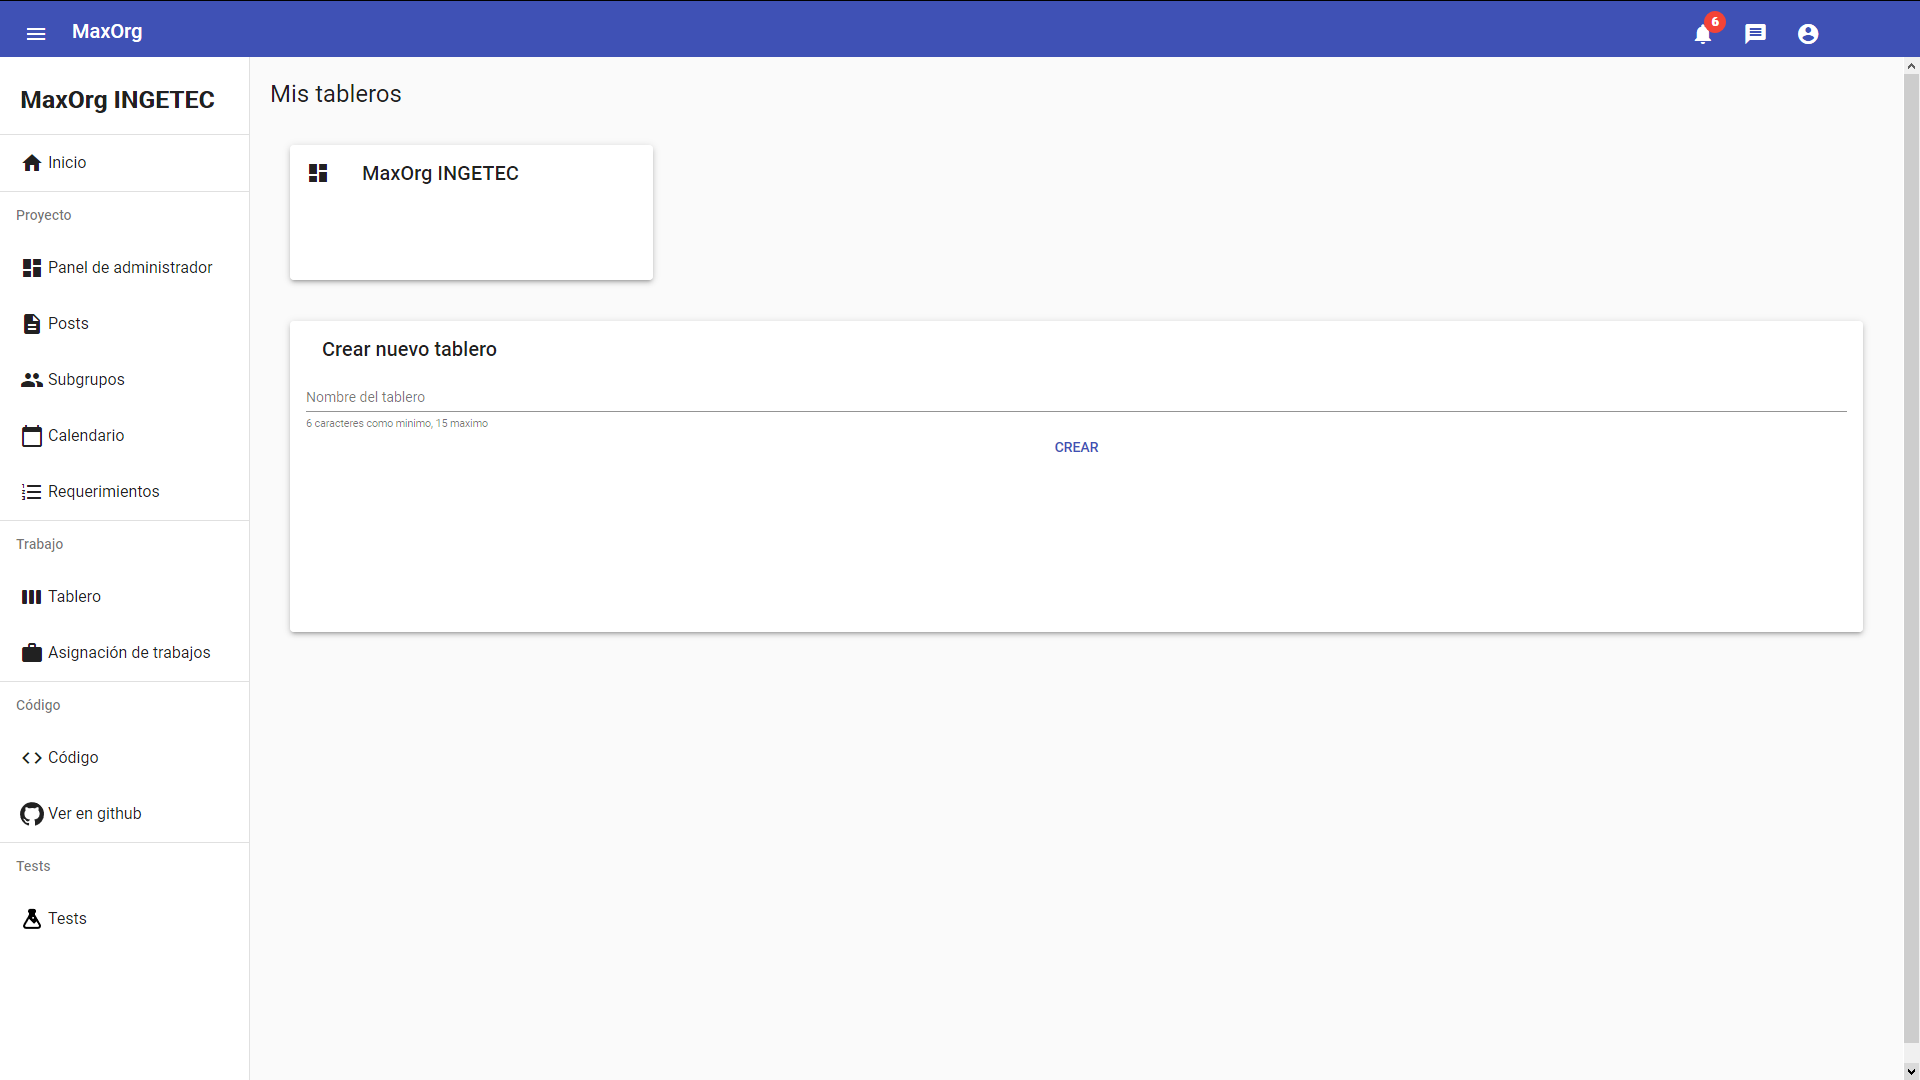 MaxOrg
6
MaxOrg INGETEC
Inicio
Proyecto
Panel de administrador
Posts
Subgrupos
Calendario
Requerimientos
Trabajo
Tablero
Asignación de trabajos
Código
Código
Ver en github
Tests
Tests
Mis tableros
MaxOrg INGETEC
Crear nuevo tablero
Nombre del tablero
6 caracteres como minimo, 15 maximo
CREAR